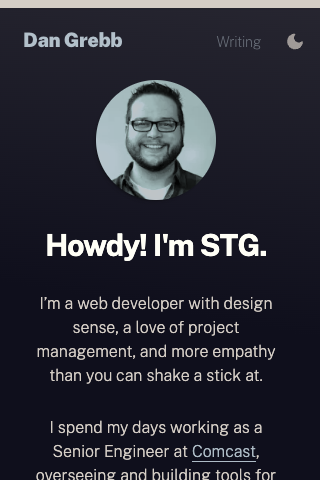 Dan Grebb
Writing
Howdy! I'm STG.
I’m a web developer with design
sense, a love of project
management, and more empathy
than you can shake a stick at.
I spend my days working as a
Senior Engineer at Comcast,
overseeing and building tools for